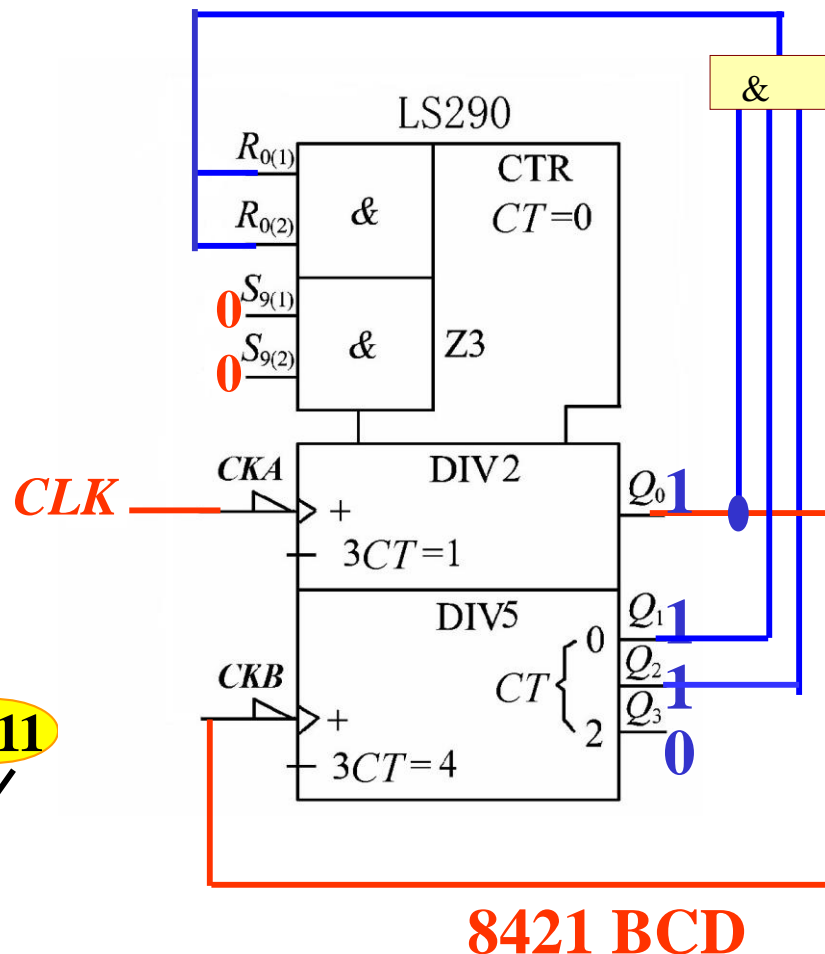 &
LS290
R0(1)
CTR
R0(2)
&
CT=0
0 S9(1)
0 S9(2)
&
Z3
CKA
DIV2
CLK
+
Q0 1
3CT=1
DIV5
Q1 1
0
CKB
Q2 1
CT {
+
Q3
2
0
11
3CT=4
8421 BCD